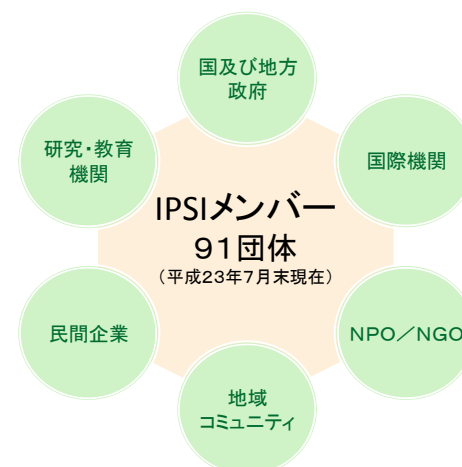 国及び地方
政府
研究・教育
機関
国際機関
IPSIメンバー
９１団体
（平成２３年７月末現在）
民間企業
ＮＰＯ／ＮＧＯ
地域
コミュニティ